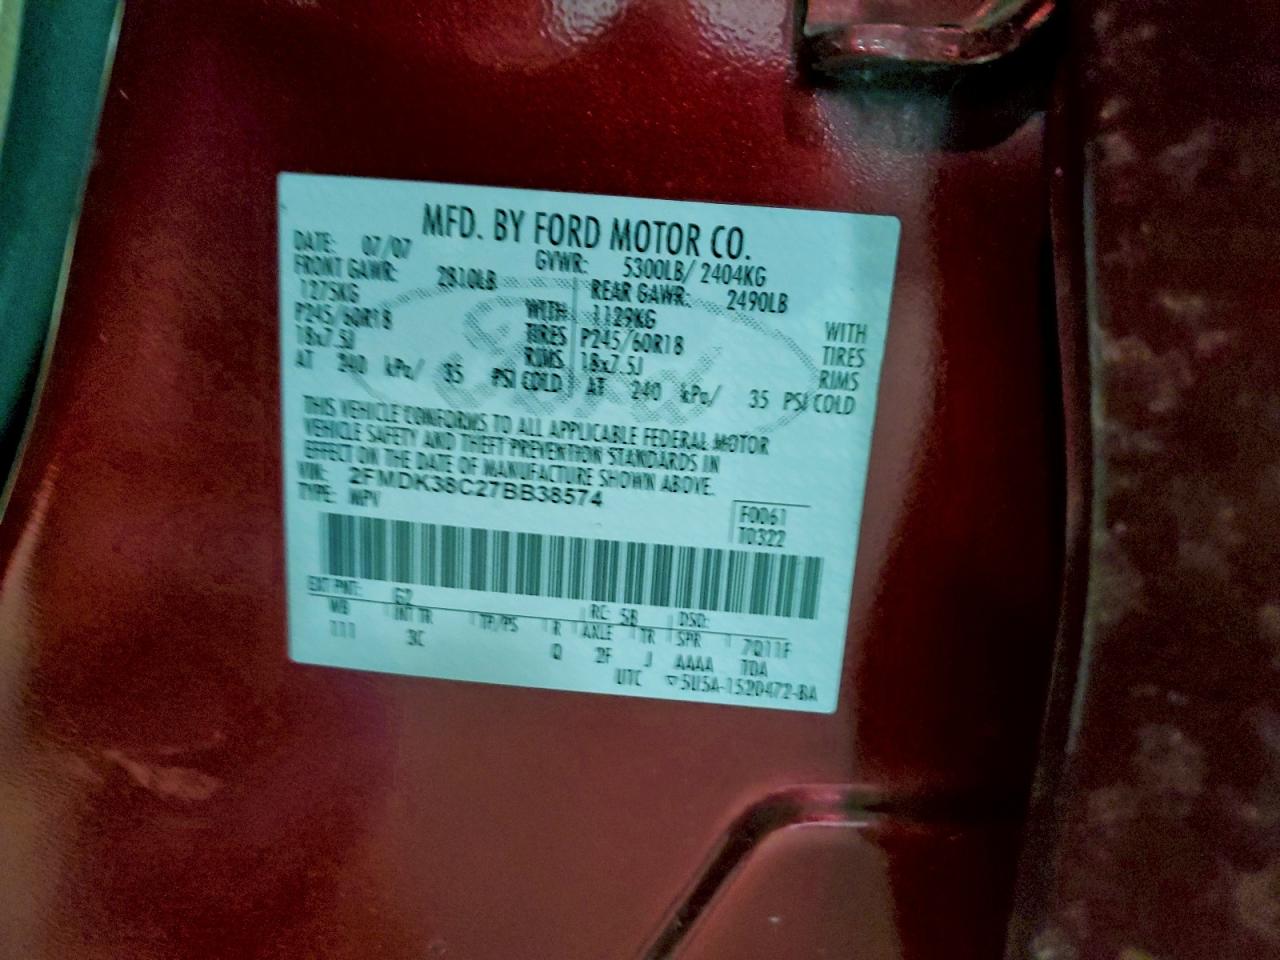 MFD. BY FORD MOTOR CO.
DATE: 07/07 GVWR: 5300LB/ 2404KG
FRONT GAWR: 2810LB REAR GAWR: 2490LB
1275KG WITH 1129KG WITH
P245/60R18 TIRES P245/60R18 TIRES
18x7.5J RIMS 18x7.5J RIMS
AT 240 kPa/ 35 PSI COLD AT 240 kPa/ 35 PSI COLD
THIS VEHICLE CONFORMS TO ALL APPLICABLE FEDERAL MOTOR
VEHICLE SAFETY AND THEFT PREVENTION STANDARDS IN
EFFECT ON THE DATE OF MANUFACTURE SHOWN ABOVE.
VIN: 2FMDK38C27BB38574
TYPE: MPV
F0061
T0322
EXT PNT: G2 RC: 5B DSO:
WB INT TR TP/PS R AXLE TR SPR 7Q11F
111 3C Q 2F J AAAA TDA
UTC ▽5U5A-1520472-BA